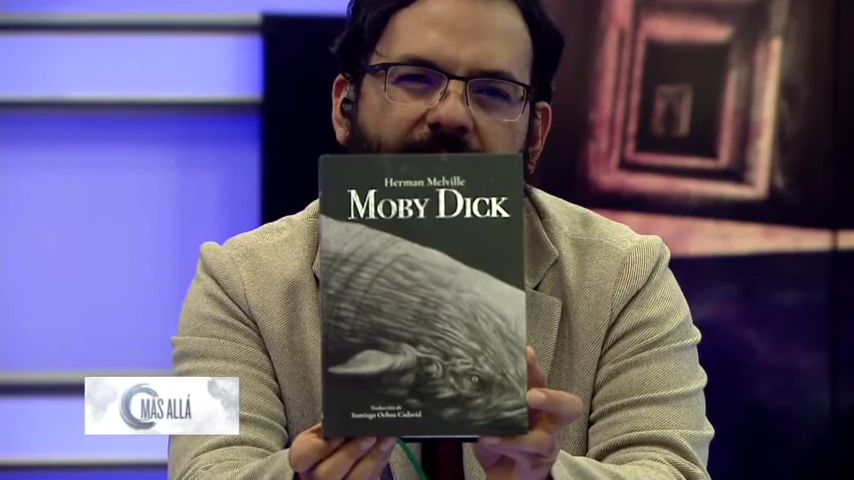 Herman Melville
MOBY DICK
Traducción de
Santiago Ochoa Cadavid
MÁS ALLÁ